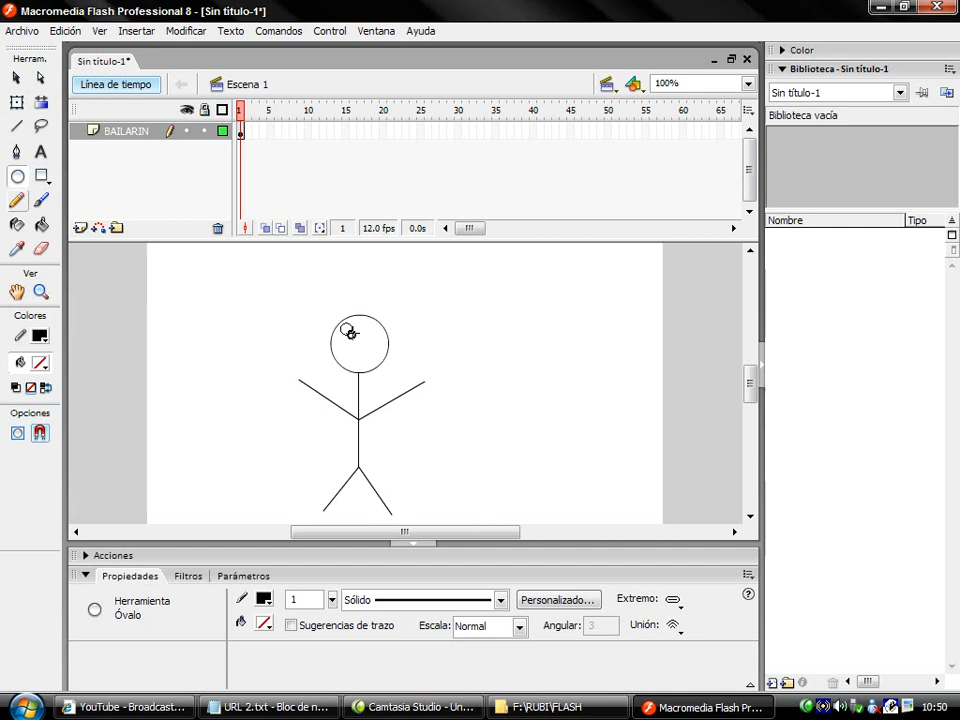 Macromedia Flash Professional 8 - [Sin título-1*]
Archivo Edición Ver Insertar Modificar Texto Comandos Control Ventana Ayuda
Herram.
Ver
Colores
Opciones
Sin título-1*
Línea de tiempo
Escena 1
100%
1 5 10 15 20 25 30 35 40 45 50 55 60 65
BAILARIN
1 12.0 fps 0.0s
Acciones
Propiedades Filtros Parámetros
Herramienta
Óvalo
1 Sólido Personalizado... Extremo:
Sugerencias de trazo Escala: Normal Angular: 3 Unión:
Color
Biblioteca - Sin título-1
Sin título-1
Biblioteca vacía
Nombre Tipo
YouTube - Broadcast... URL 2.txt - Bloc de n... Camtasia Studio - Un... F:\RUBI\FLASH Macromedia Flash Pr... 10:50